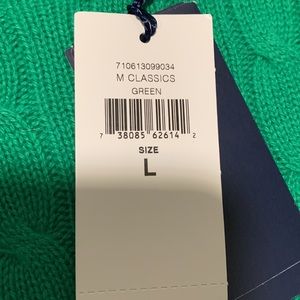 710613099034
M CLASSICS
GREEN
7 38085 62614 2
SIZE
L